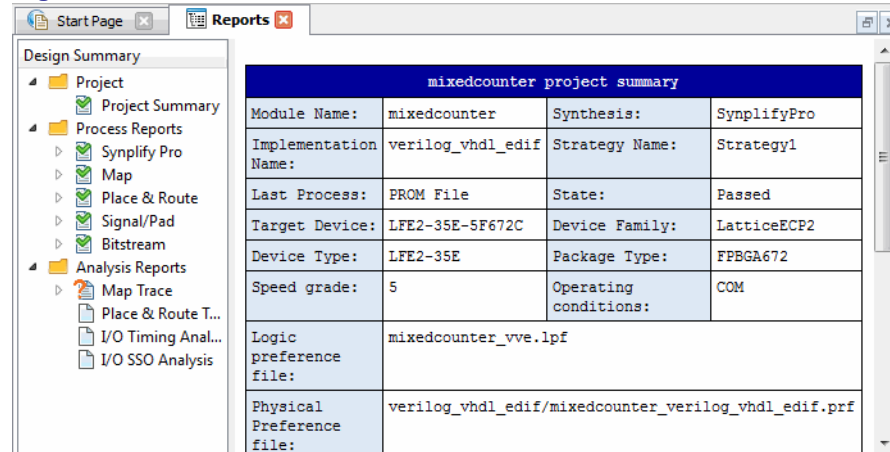 Start Page
Reports
Design Summary
Project
Project Summary
Process Reports
Synplify Pro
Map
Place & Route
Signal/Pad
Bitstream
Analysis Reports
Map Trace
Place & Route T...
I/O Timing Anal...
I/O SSO Analysis
mixedcounter project summary
Module Name: mixedcounter Synthesis: SynplifyPro
Implementation verilog_vhdl_edif Strategy Name: Strategy1
Name:
Last Process: PROM File State: Passed
Target Device: LFE2-35E-5F672C Device Family: LatticeECP2
Device Type: LFE2-35E Package Type: FPBGA672
Speed grade: 5 Operating COM
conditions:
Logic mixedcounter_vve.lpf
preference
file:
Physical verilog_vhdl_edif/mixedcounter_verilog_vhdl_edif.prf
Preference
file: